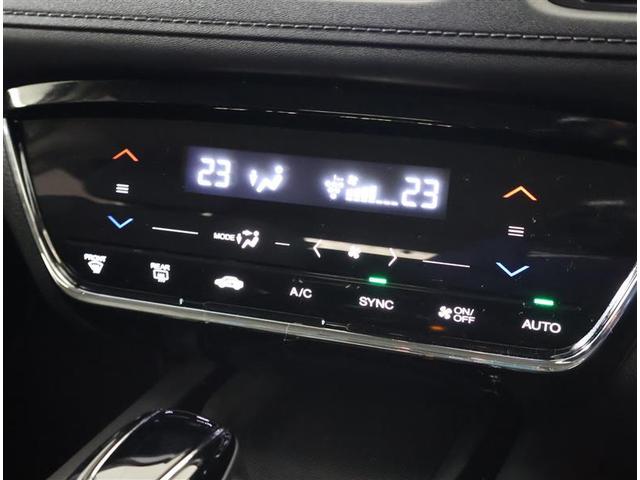 23 23
MODE
FRONT REAR
A/C SYNC ON/OFF AUTO